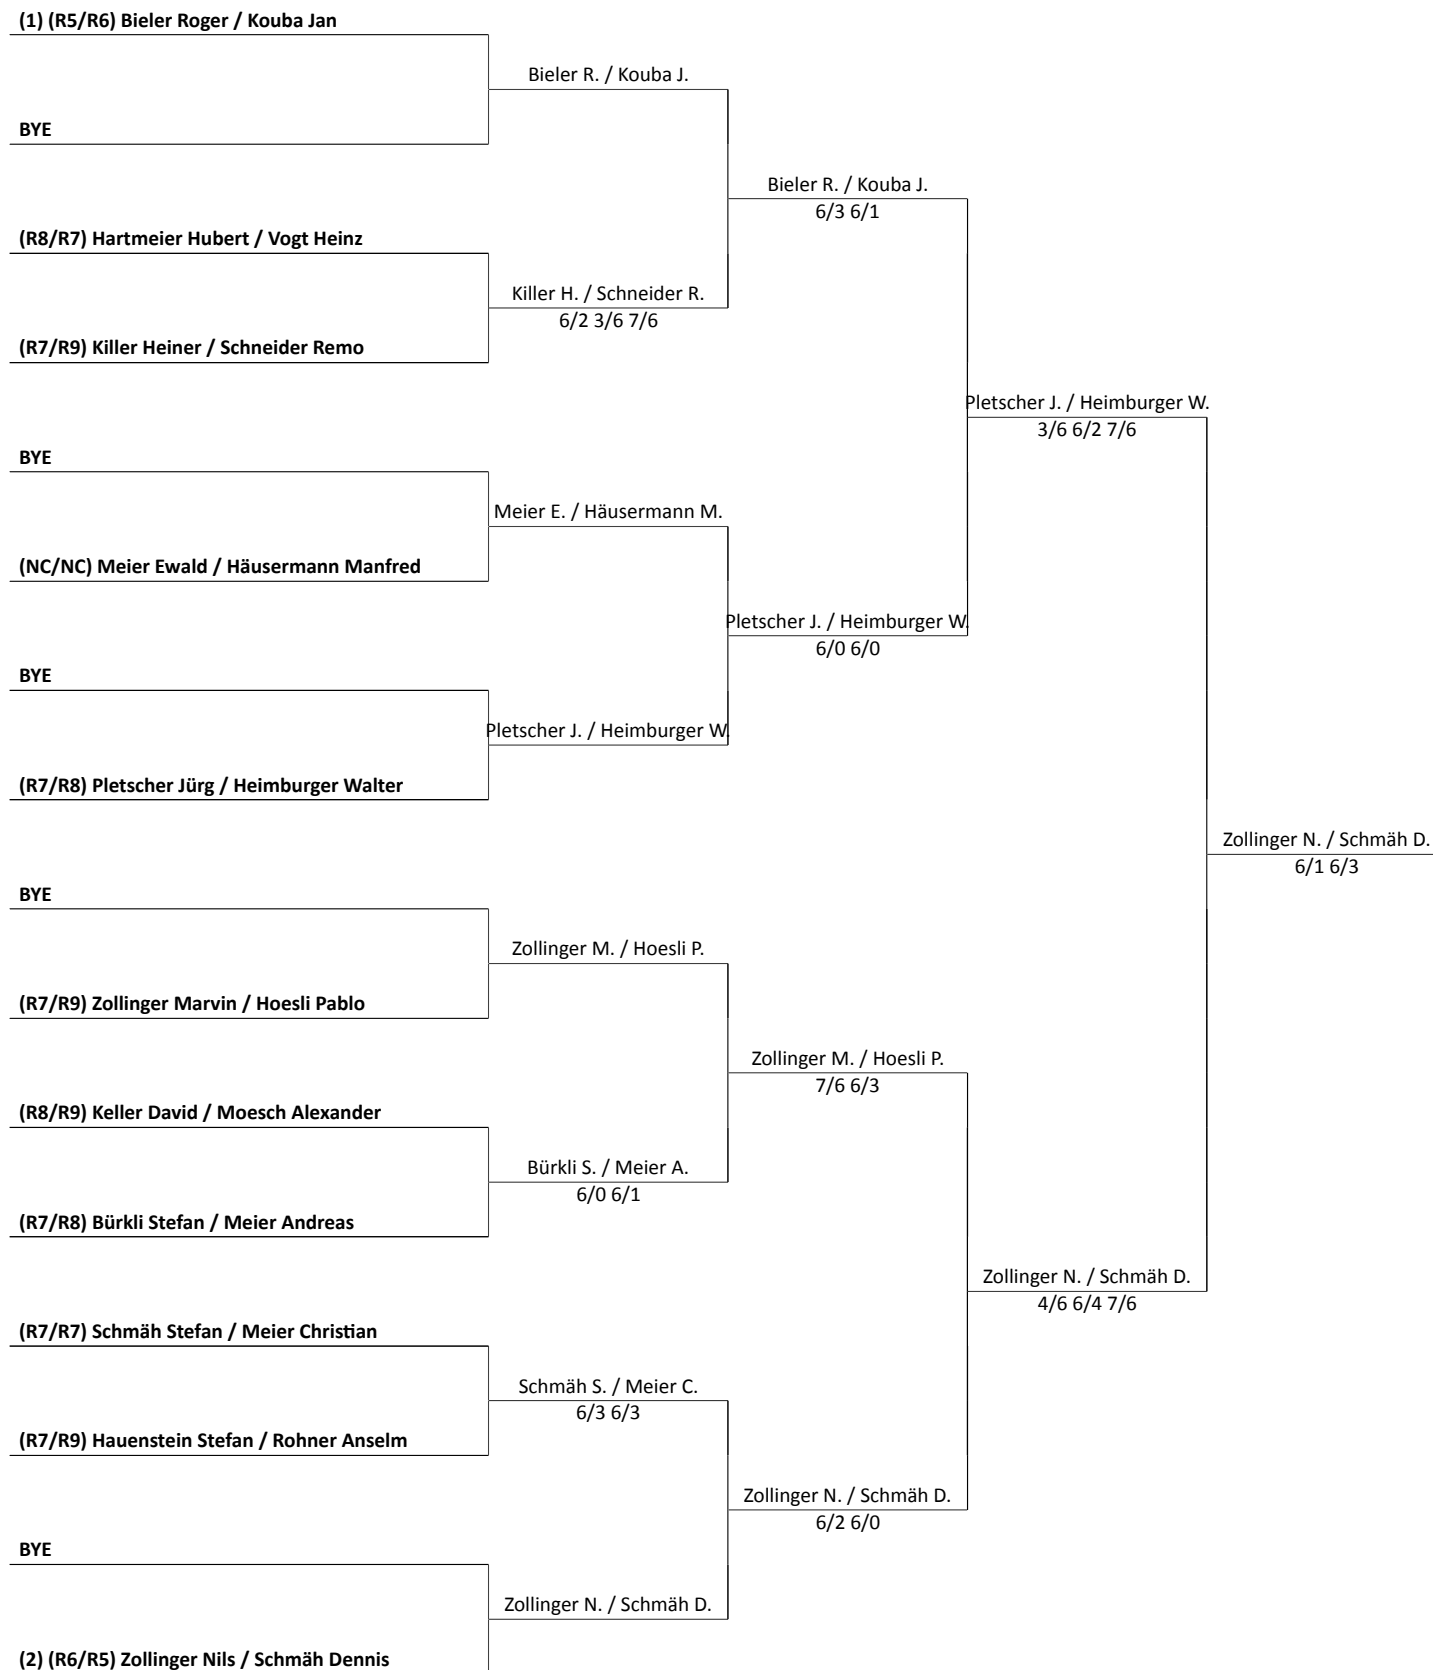 (1) (R5/R6) Bieler Roger / Kouba Jan
Bieler R. / Kouba J.
BYE
Bieler R. / Kouba J.
6/3 6/1
(R8/R7) Hartmeier Hubert / Vogt Heinz
Killer H. / Schneider R.
6/2 3/6 7/6
(R7/R9) Killer Heiner / Schneider Remo
Pletscher J. / Heimburger W.
3/6 6/2 7/6
BYE
Meier E. / Häusermann M.
(NC/NC) Meier Ewald / Häusermann Manfred
Pletscher J. / Heimburger W.
6/0 6/0
BYE
Pletscher J. / Heimburger W.
(R7/R8) Pletscher Jürg / Heimburger Walter
Zollinger N. / Schmäh D.
6/1 6/3
BYE
Zollinger M. / Hoesli P.
(R7/R9) Zollinger Marvin / Hoesli Pablo
Zollinger M. / Hoesli P.
7/6 6/3
(R8/R9) Keller David / Moesch Alexander
Bürkli S. / Meier A.
6/0 6/1
(R7/R8) Bürkli Stefan / Meier Andreas
Zollinger N. / Schmäh D.
4/6 6/4 7/6
(R7/R7) Schmäh Stefan / Meier Christian
Schmäh S. / Meier C.
6/3 6/3
(R7/R9) Hauenstein Stefan / Rohner Anselm
Zollinger N. / Schmäh D.
6/2 6/0
BYE
Zollinger N. / Schmäh D.
(2) (R6/R5) Zollinger Nils / Schmäh Dennis